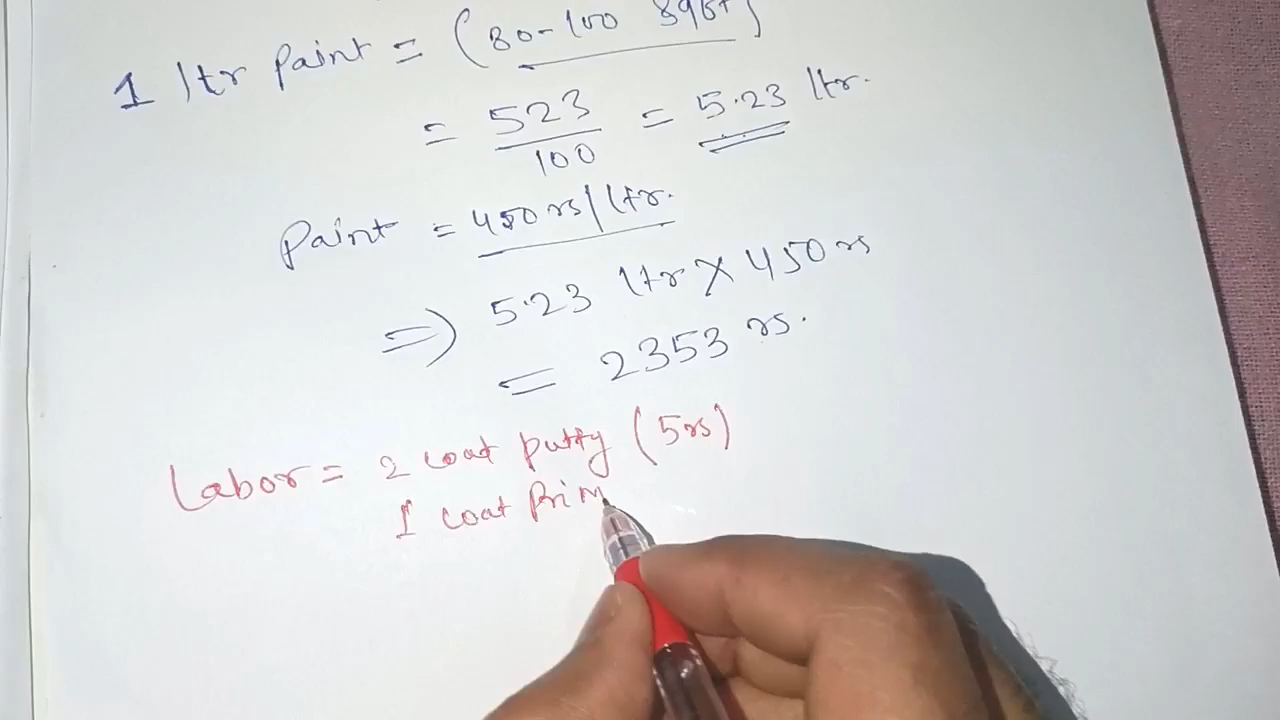 1 ltr paint = (80-100 sqft)
= 523/100 = 5.23 ltr.
Paint = 450 rs/ltr.
=> 5.23 ltr X 450 rs
= 2353 rs.
Labor = 2 coat putty (5rs)
1 coat Prim